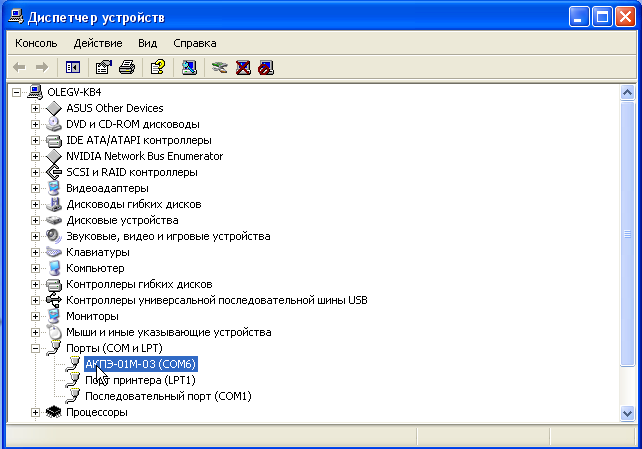 Диспетчер устройств
Консоль Действие Вид Справка
OLEGV-KB4
ASUS Other Devices
DVD и CD-ROM дисководы
IDE ATA/ATAPI контроллеры
NVIDIA Network Bus Enumerator
SCSI и RAID контроллеры
Видеоадаптеры
Дисководы гибких дисков
Дисковые устройства
Звуковые, видео и игровые устройства
Клавиатуры
Компьютер
Контроллеры гибких дисков
Контроллеры универсальной последовательной шины USB
Мониторы
Мыши и иные указывающие устройства
Порты (COM и LPT)
АКПЭ-01М-03 (COM6)
Порт принтера (LPT1)
Последовательный порт (COM1)
Процессоры